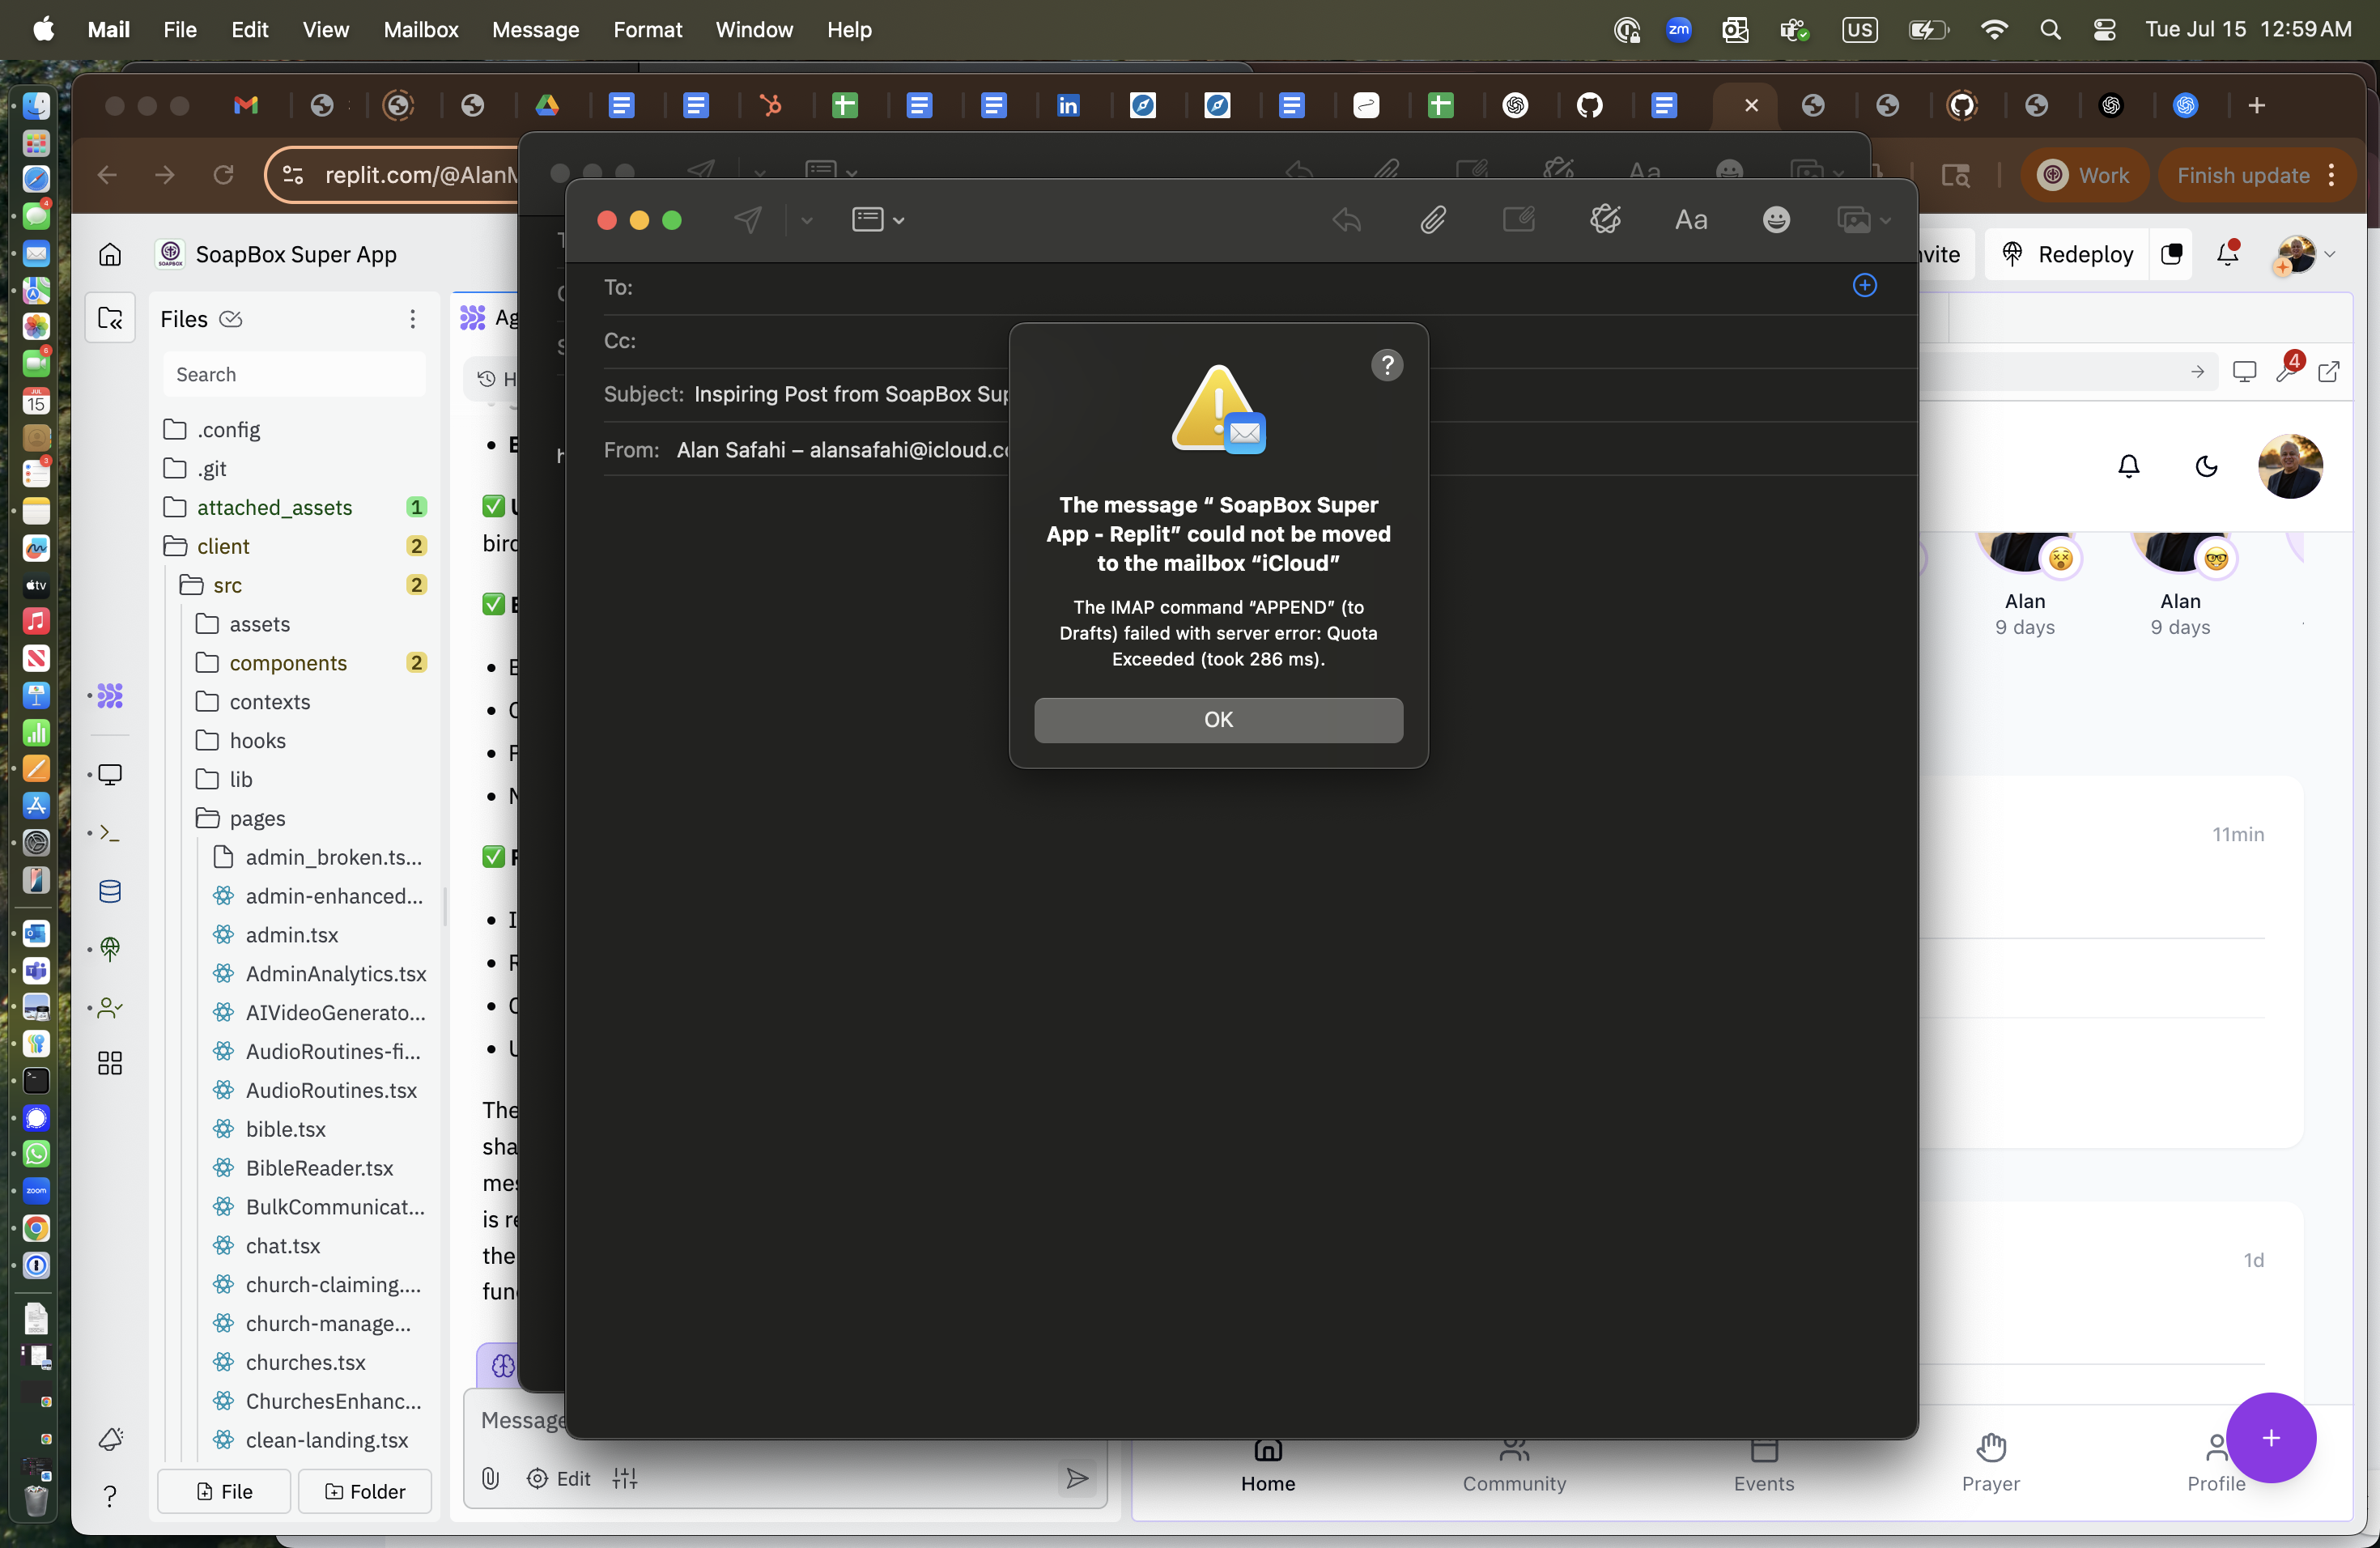 Mail File Edit View Mailbox Message Format Window Help
zm US Tue Jul 15 12:59 AM
replit.com/@AlanM
Work
Finish update
SoapBox Super App
Redeploy
Files
Search
.config
.git
attached_assets 1
client 2
src 2
assets
components 2
contexts
hooks
lib
pages
admin_broken.ts...
admin-enhanced...
admin.tsx
AdminAnalytics.tsx
AIVideoGenerato...
AudioRoutines-fi...
AudioRoutines.tsx
bible.tsx
BibleReader.tsx
BulkCommunicat...
chat.tsx
church-claiming....
church-manage...
churches.tsx
ChurchesEnhanc...
clean-landing.tsx
File
Folder
The
is re
the
Message
Edit
Aa
To:
Cc:
Subject: Inspiring Post from SoapBox Sup
From: Alan Safahi – alansafahi@icloud.co
?
The message “ SoapBox Super
App - Replit” could not be moved
to the mailbox “iCloud”
The IMAP command “APPEND” (to
Drafts) failed with server error: Quota
Exceeded (took 286 ms).
OK
4
Alan
9 days
Alan
9 days
11min
1d
Home
Community
Events
Prayer
Profile